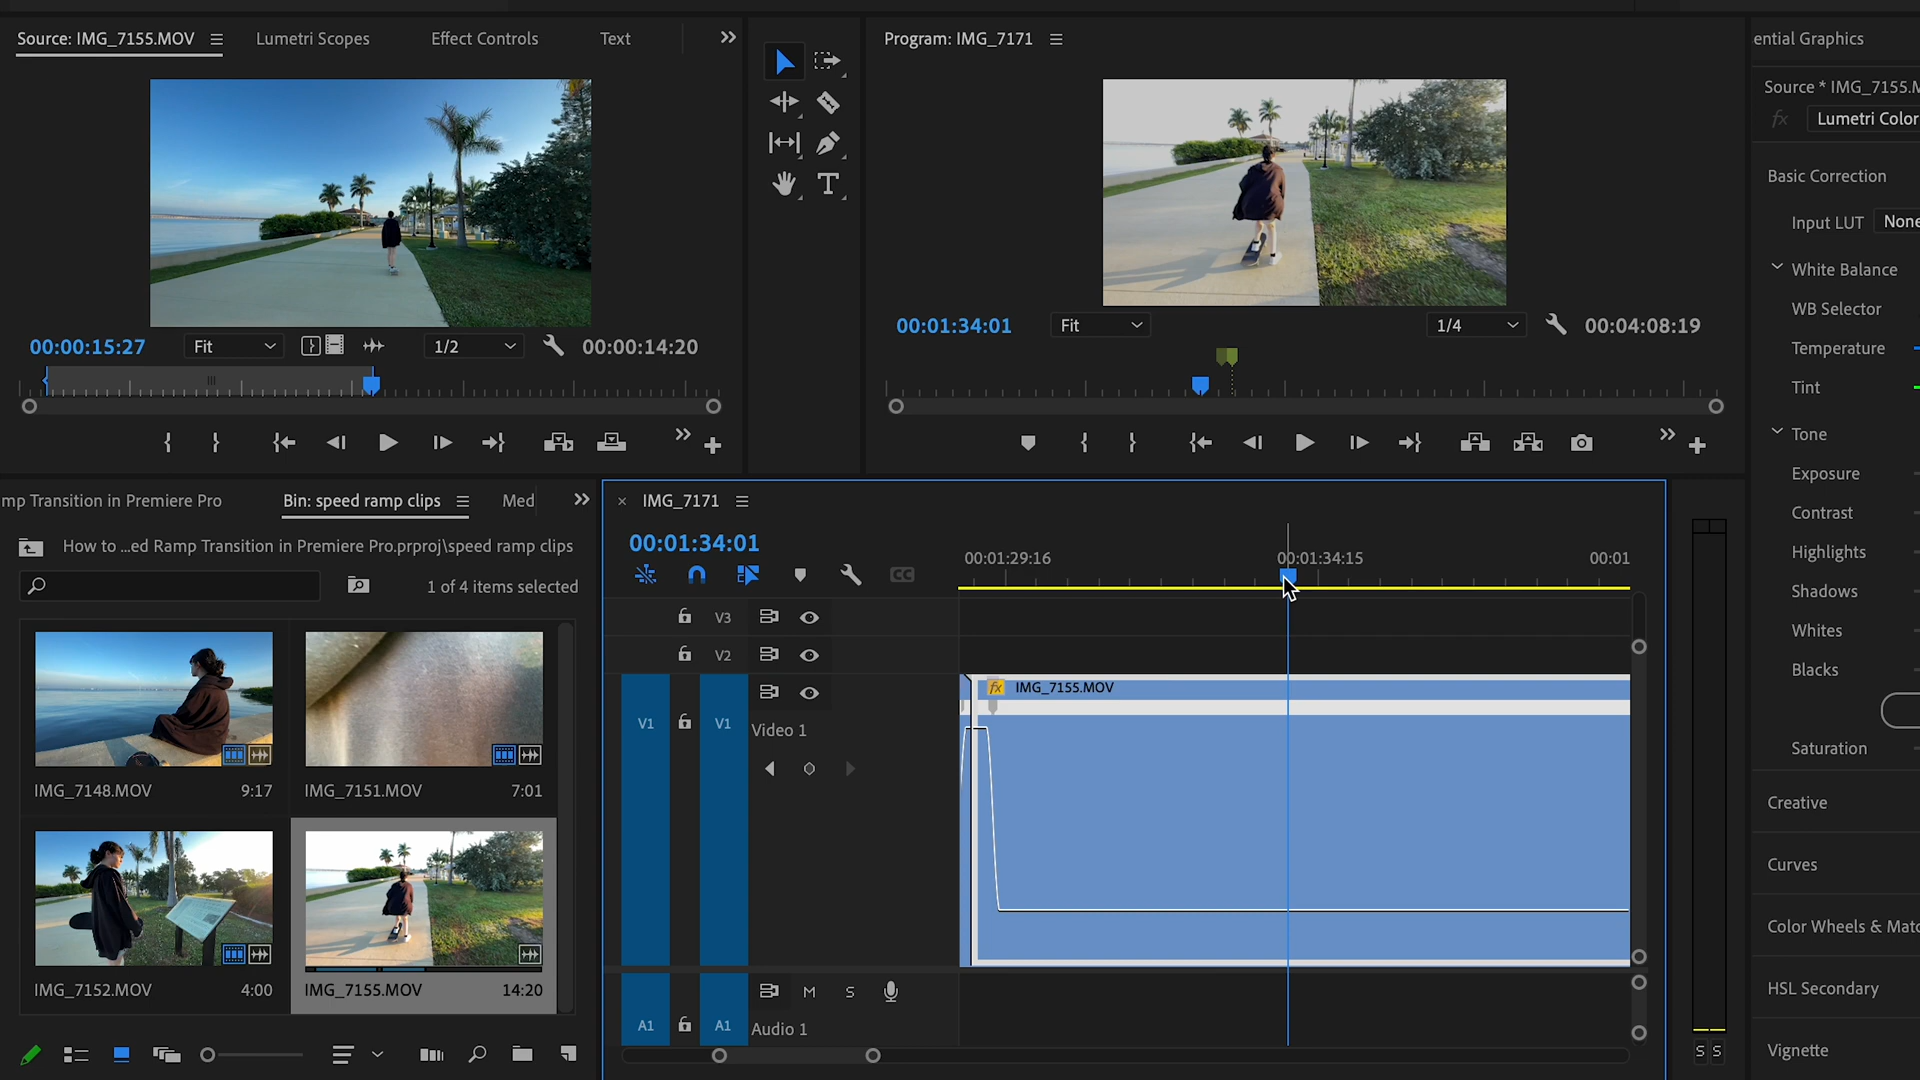 Source: IMG_7155.MOV
Lumetri Scopes
Effect Controls
Text
Program: IMG_7171
ential Graphics
Source * IMG_7155.M
fx
Lumetri Color
Basic Correction
Input LUT
None
White Balance
WB Selector
Temperature
Tint
Tone
Exposure
Contrast
Highlights
Shadows
Whites
Blacks
Saturation
Creative
Curves
Color Wheels & Matc
HSL Secondary
Vignette
00:00:15:27
Fit
1/2
00:00:14:20
00:01:34:01
Fit
1/4
00:04:08:19
mp Transition in Premiere Pro
Bin: speed ramp clips
Med
How to ...ed Ramp Transition in Premiere Pro.prproj\speed ramp clips
1 of 4 items selected
IMG_7148.MOV
9:17
IMG_7151.MOV
7:01
IMG_7152.MOV
4:00
IMG_7155.MOV
14:20
× IMG_7171
00:01:34:01
00:01:29:16
00:01:34:15
00:01
CC
V3
V2
V1
V1
Video 1
fx IMG_7155.MOV
M
S
A1
A1
Audio 1
S S